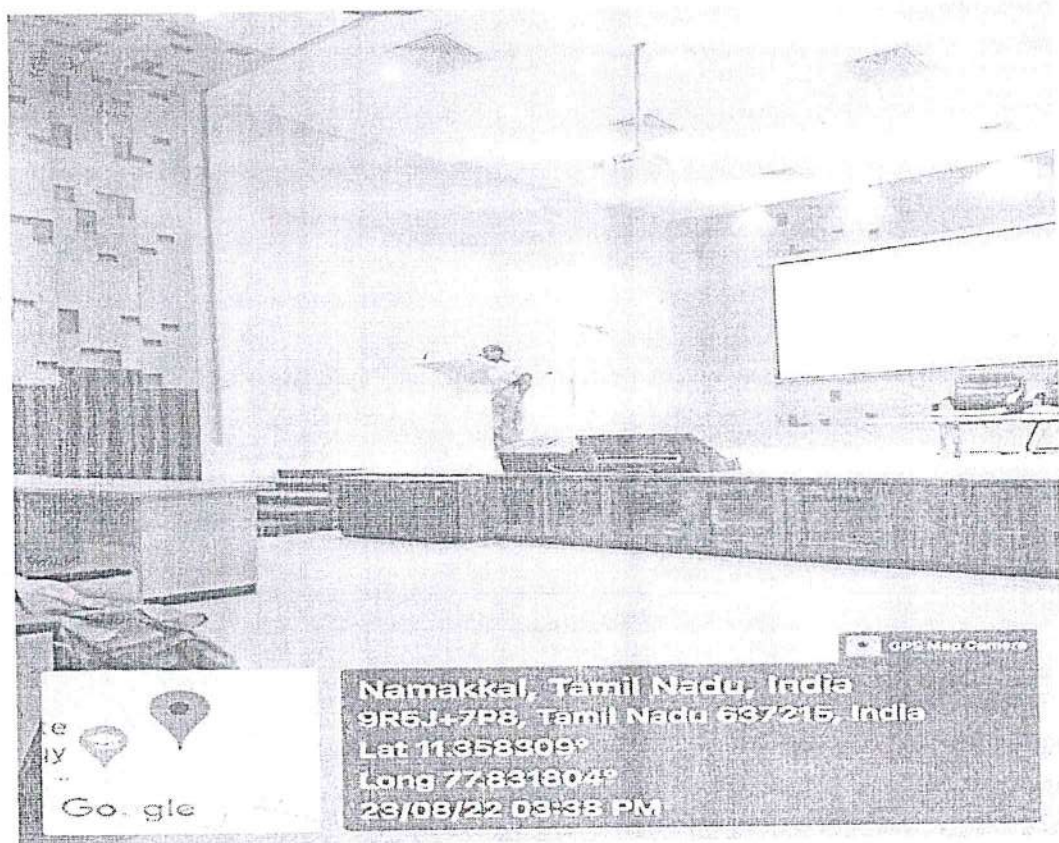 GPS Map Camera
Namakkal, Tamil Nadu, India
9R5J+7P8, Tamil Nadu 637215, India
Lat 11.358309°
Long 77.831804°
23/08/22 03:38 PM
Google